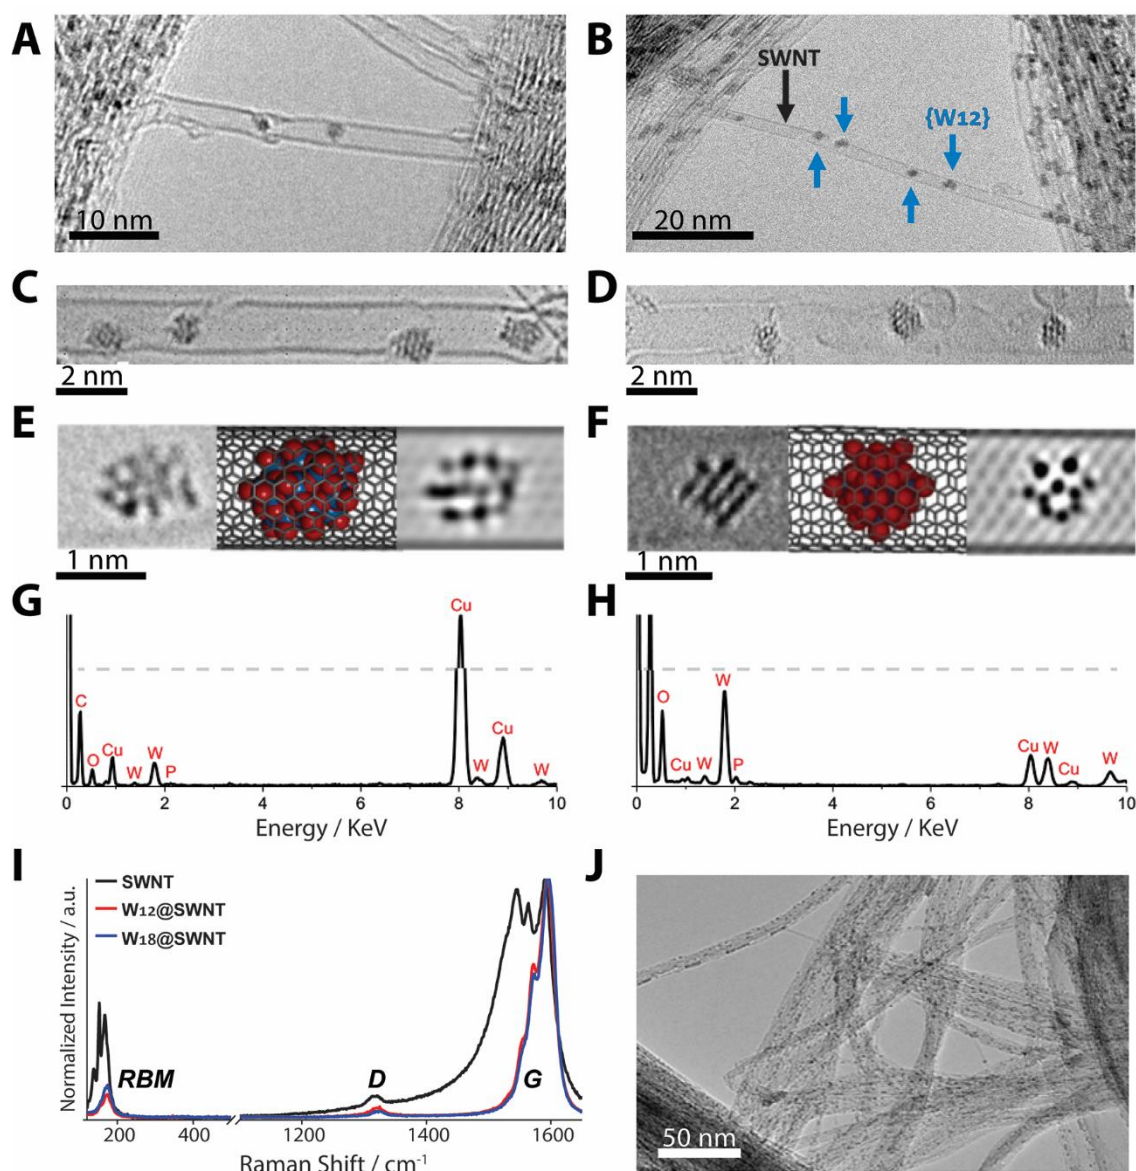 A
10 nm
B
SWNT
{W12}
20 nm
C
2 nm
D
2 nm
E
1 nm
F
1 nm
G
Cu
C
O
Cu
W
W
P
W
Cu
W
0 2 4 6 8 10
Energy / KeV
H
O
W
Cu
W
P
Cu
W
Cu
W
0 2 4 6 8 10
Energy / KeV
I
SWNT
W12@SWNT
W18@SWNT
Normalized Intensity / a.u.
RBM
D
G
200 400 1200 1400 1600
Raman Shift / cm-1
J
50 nm